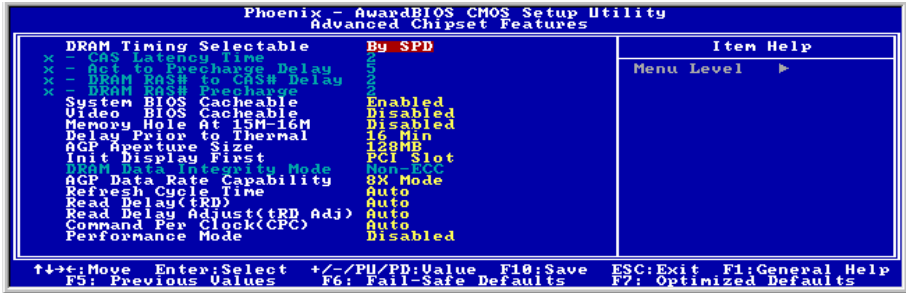 Phoenix - AwardBIOS CMOS Setup Utility
Advanced Chipset Features
DRAM Timing Selectable By SPD
x - CAS Latency Time 2
x - Act to Precharge Delay 5
x - DRAM RAS# to CAS# Delay 2
x - DRAM RAS# Precharge 2
System BIOS Cacheable Enabled
Video BIOS Cacheable Disabled
Memory Hole At 15M-16M Disabled
Delay Prior to Thermal 16 Min
AGP Aperture Size 128MB
Init Display First PCI Slot
DRAM Data Integrity Mode Non-ECC
AGP Data Rate Capability 8X Mode
Refresh Cycle Time Auto
Read Delay(tRD) Auto
Read Delay Adjust(tRD Adj) Auto
Command Per Clock(CPC) Auto
Performance Mode Disabled
Item Help
Menu Level ►
↑↓→←:Move Enter:Select +/-/PU/PD:Value F10:Save ESC:Exit F1:General Help
F5: Previous Values F6: Fail-Safe Defaults F7: Optimized Defaults